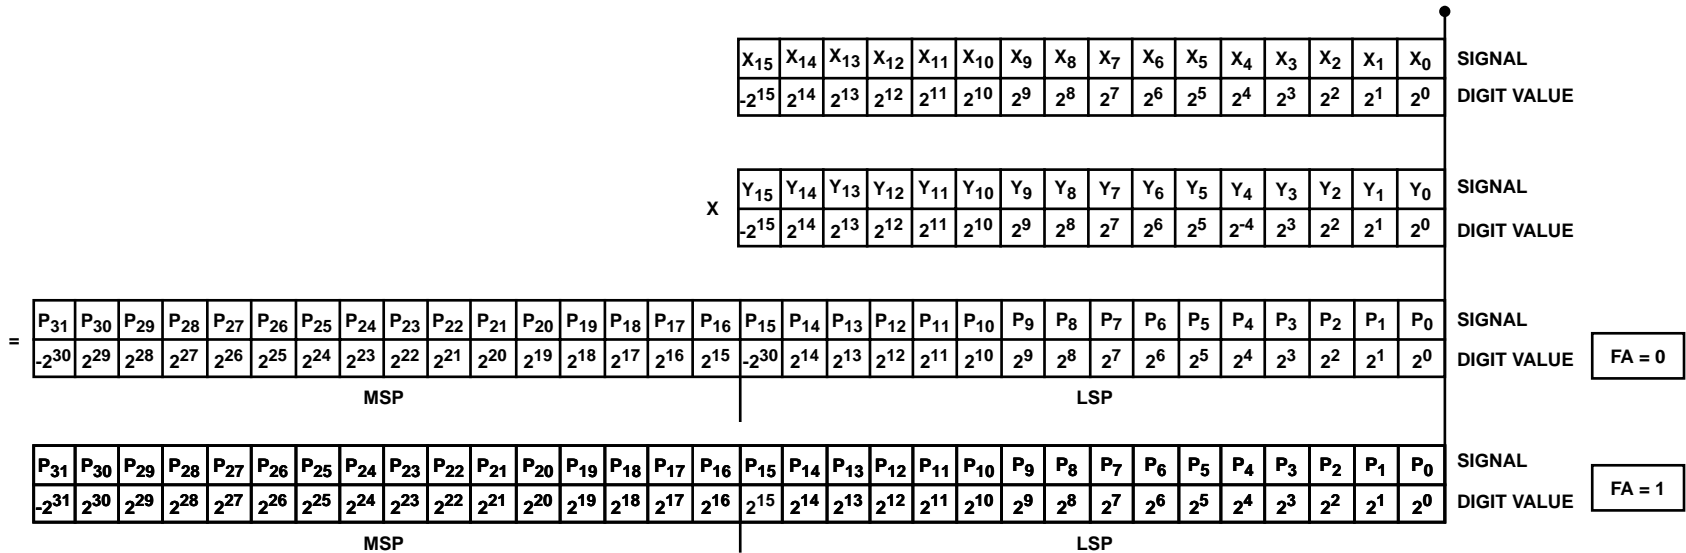 X15 X14 X13 X12 X11 X10 X9 X8 X7 X6 X5 X4 X3 X2 X1 X0 SIGNAL
-2^15 2^14 2^13 2^12 2^11 2^10 2^9 2^8 2^7 2^6 2^5 2^4 2^3 2^2 2^1 2^0 DIGIT VALUE
Y15 Y14 Y13 Y12 Y11 Y10 Y9 Y8 Y7 Y6 Y5 Y4 Y3 Y2 Y1 Y0 SIGNAL
X
-2^15 2^14 2^13 2^12 2^11 2^10 2^9 2^8 2^7 2^6 2^5 2^-4 2^3 2^2 2^1 2^0 DIGIT VALUE
P31 P30 P29 P28 P27 P26 P25 P24 P23 P22 P21 P20 P19 P18 P17 P16 P15 P14 P13 P12 P11 P10 P9 P8 P7 P6 P5 P4 P3 P2 P1 P0 SIGNAL
=
-2^30 2^29 2^28 2^27 2^26 2^25 2^24 2^23 2^22 2^21 2^20 2^19 2^18 2^17 2^16 2^15 -2^30 2^14 2^13 2^12 2^11 2^10 2^9 2^8 2^7 2^6 2^5 2^4 2^3 2^2 2^1 2^0 DIGIT VALUE
FA = 0
MSP LSP
P31 P30 P29 P28 P27 P26 P25 P24 P23 P22 P21 P20 P19 P18 P17 P16 P15 P14 P13 P12 P11 P10 P9 P8 P7 P6 P5 P4 P3 P2 P1 P0 SIGNAL
-2^31 2^30 2^29 2^28 2^27 2^26 2^25 2^24 2^23 2^22 2^21 2^20 2^19 2^18 2^17 2^16 2^15 2^14 2^13 2^12 2^11 2^10 2^9 2^8 2^7 2^6 2^5 2^4 2^3 2^2 2^1 2^0 DIGIT VALUE
FA = 1
MSP LSP